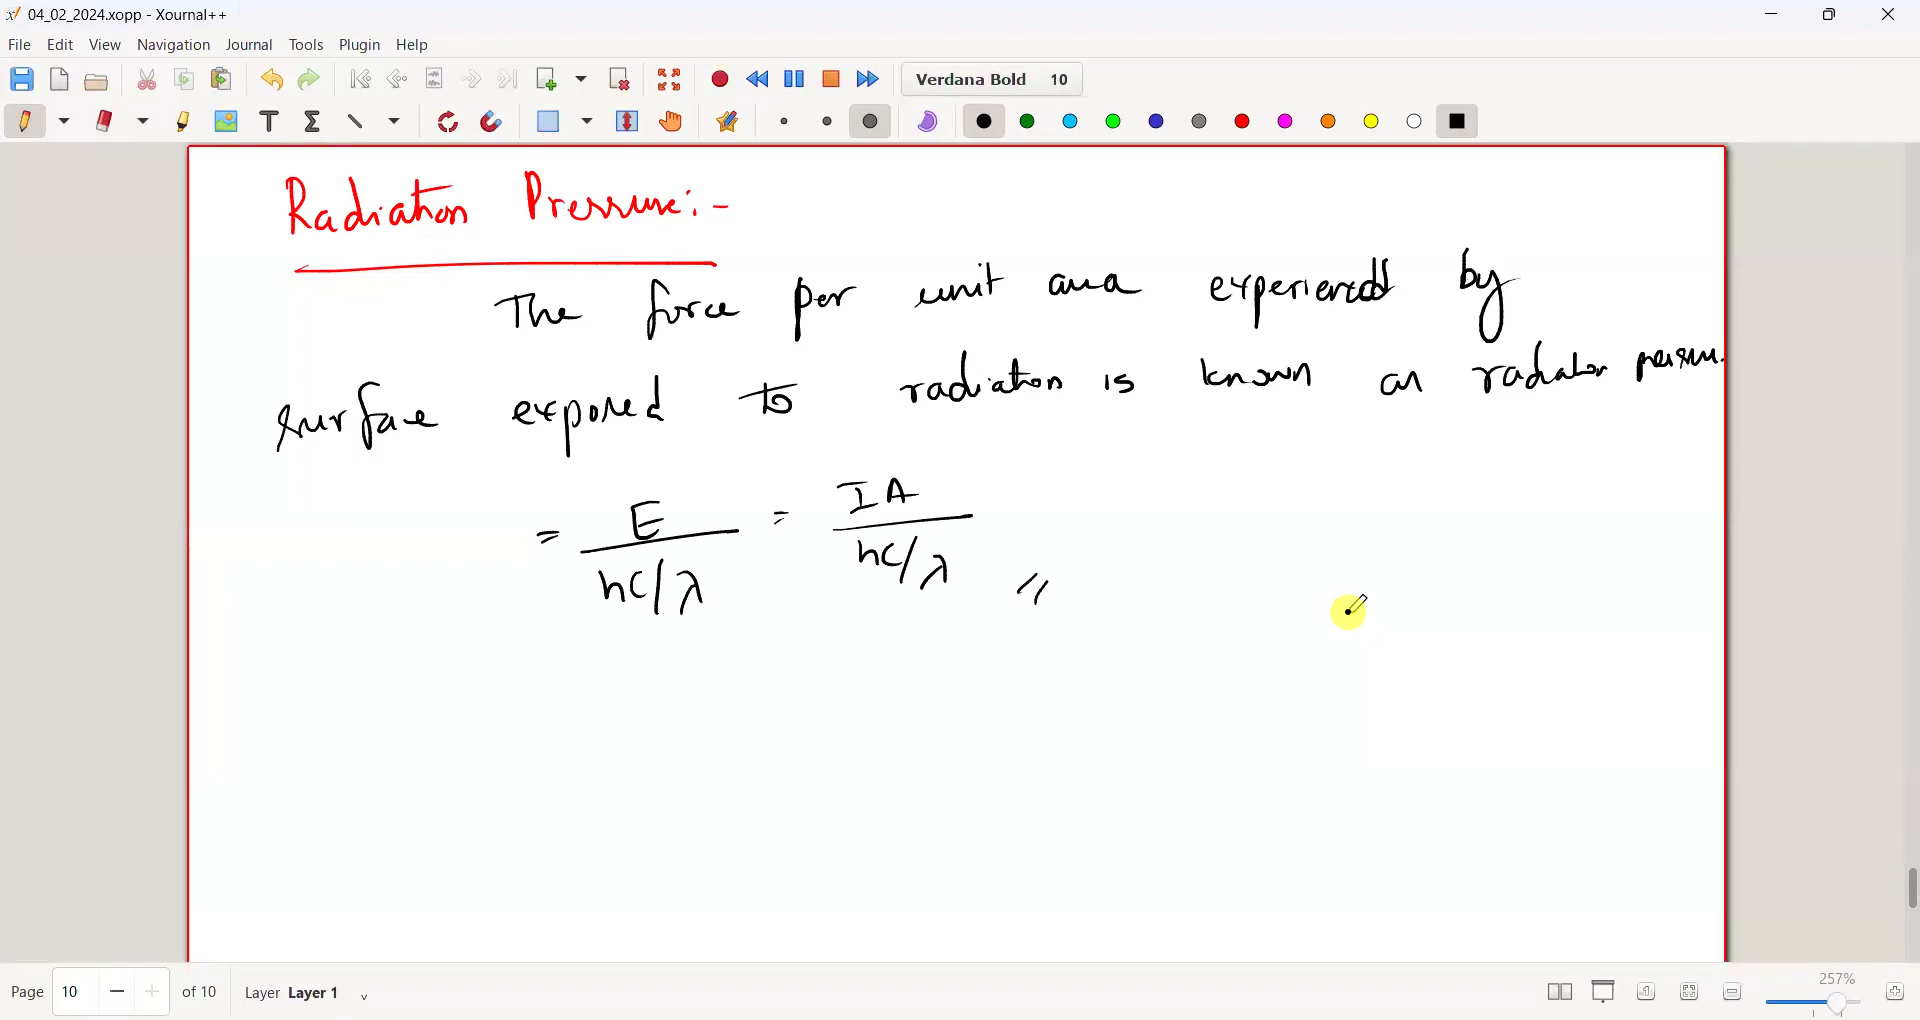 04_02_2024.xopp - Xournal++
File Edit View Navigation Journal Tools Plugin Help
Verdana Bold 10
Radiation Pressure:-
The force per unit area experienced by
surface exposed to radiation is known as radiation pressure.
= E / hc/λ = IA / hc/λ //
Page 10 of 10 Layer Layer 1
257%